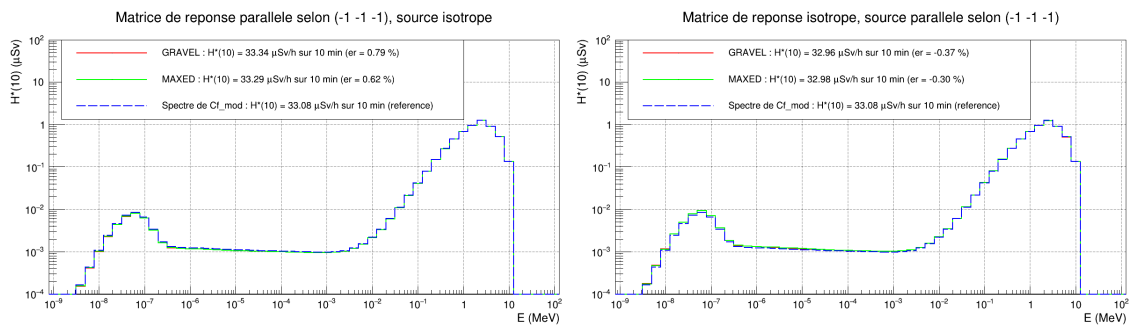 Matrice de reponse parallele selon (-1 -1 -1), source isotrope
H*(10) (µSv)
10²
10
1
10⁻¹
10⁻²
10⁻³
10⁻⁴
GRAVEL : H*(10) = 33.34 µSv/h sur 10 min (er = 0.79 %)
MAXED : H*(10) = 33.29 µSv/h sur 10 min (er = 0.62 %)
Spectre de Cf_mod : H*(10) = 33.08 µSv/h sur 10 min (reference)
10⁻⁹ 10⁻⁸ 10⁻⁷ 10⁻⁶ 10⁻⁵ 10⁻⁴ 10⁻³ 10⁻² 10⁻¹ 1 10 10²
E (MeV)
Matrice de reponse isotrope, source parallele selon (-1 -1 -1)
H*(10) (µSv)
10²
10
1
10⁻¹
10⁻²
10⁻³
10⁻⁴
GRAVEL : H*(10) = 32.96 µSv/h sur 10 min (er = -0.37 %)
MAXED : H*(10) = 32.98 µSv/h sur 10 min (er = -0.30 %)
Spectre de Cf_mod : H*(10) = 33.08 µSv/h sur 10 min (reference)
10⁻⁹ 10⁻⁸ 10⁻⁷ 10⁻⁶ 10⁻⁵ 10⁻⁴ 10⁻³ 10⁻² 10⁻¹ 1 10 10²
E (MeV)